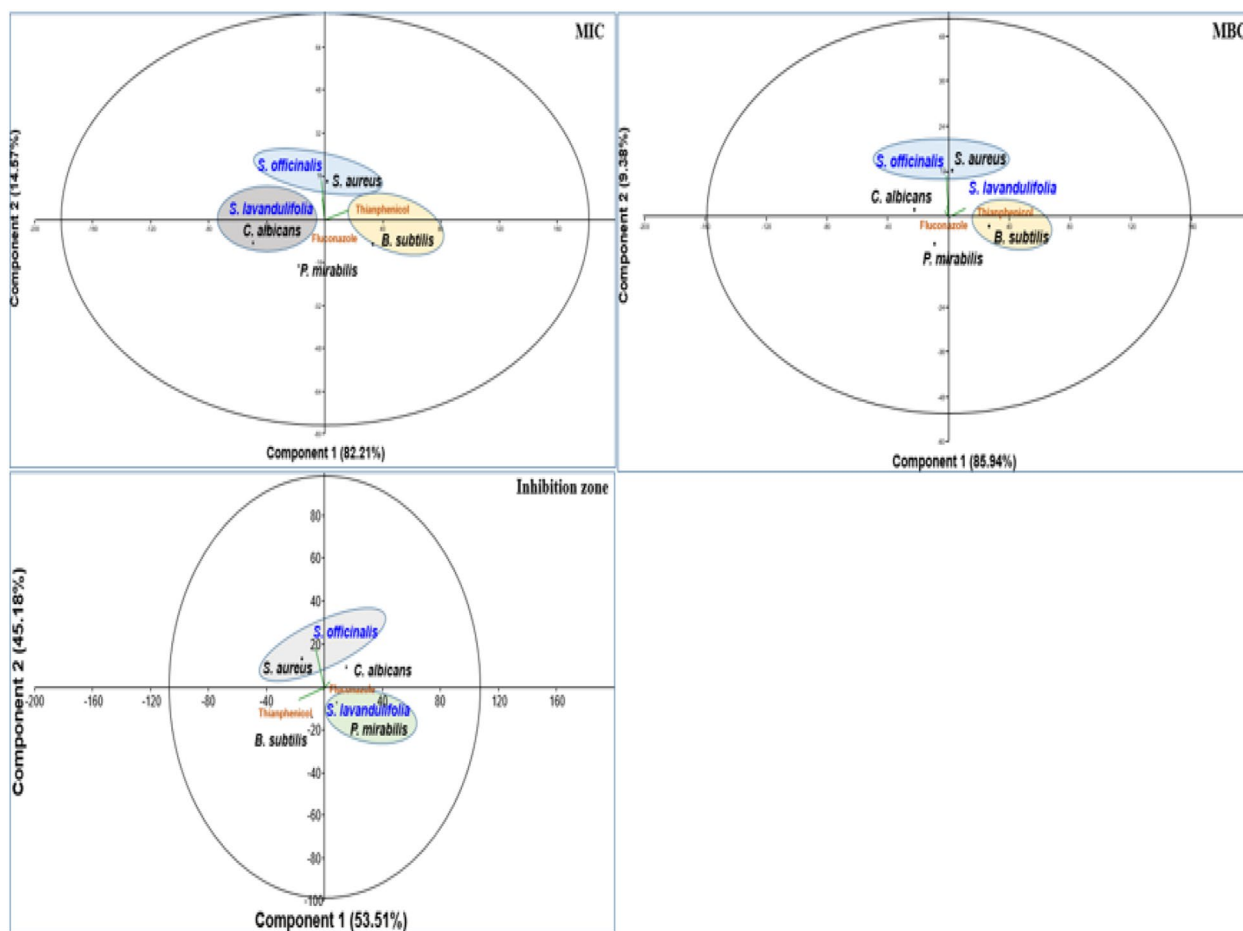 MIC
Component 2 (14.57%)
S. officinalis
S. aureus
S. lavandulifolia
C. albicans
Thianphenicol
Fluconazole
B. subtilis
P. mirabilis
Component 1 (82.21%)
MBC
Component 2 (9.38%)
S. officinalis
S. aureus
C. albicans
S. lavandulifolia
Thianphenicol
Fluconazole
B. subtilis
P. mirabilis
Component 1 (85.94%)
Inhibition zone
Component 2 (45.18%)
80
60
40
20
-20
-40
-60
-80
-100
-200
-160
-120
-80
-40
40
80
120
160
S. officinalis
S. aureus
C. albicans
Fluconazole
Thianphenicol
S. lavandulifolia
B. subtilis
P. mirabilis
Component 1 (53.51%)